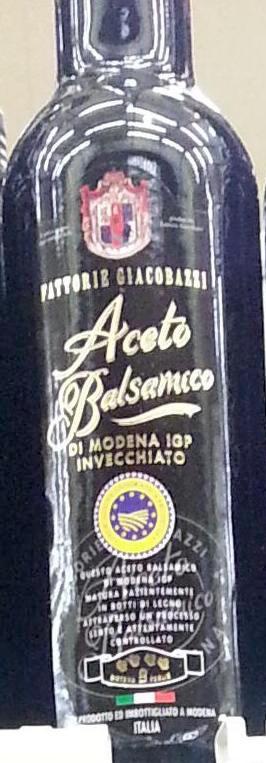 FATTORIE GIACOBAZZI
Aceto
Balsamico
DI MODENA IGP
INVECCHIATO
QUESTO ACETO BALSAMICO
DI MODENA IGP
MATURA PAZIENTEMENTE
IN BOTTI DI LEGNO
ATTRAVERSO UN PROCESSO
LENTO E ATTENTAMENTE
CONTROLLATO
PRODOTTO ED IMBOTTIGLIATO A MODENA
ITALIA